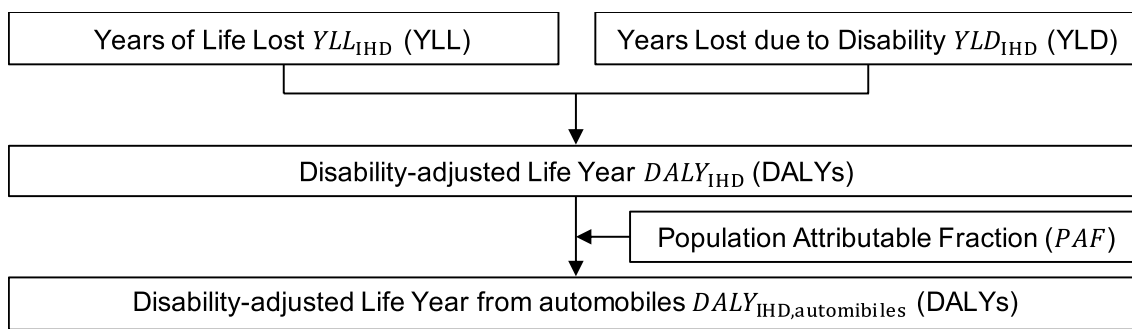 Years of Life Lost YLL_IHD (YLL)
Years Lost due to Disability YLD_IHD (YLD)
Disability-adjusted Life Year DALY_IHD (DALYs)
Population Attributable Fraction (PAF)
Disability-adjusted Life Year from automobiles DALY_IHD,automibiles (DALYs)